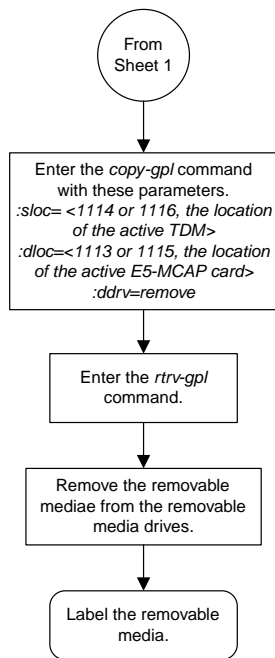 From
Sheet 1
Enter the copy-gpl command
with these parameters.
:sloc= <1114 or 1116, the location
of the active TDM>
:dloc=<1113 or 1115, the location
of the active E5-MCAP card>
:ddrv=remove
Enter the rtrv-gpl
command.
Remove the removable
mediae from the removable
media drives.
Label the removable
media.